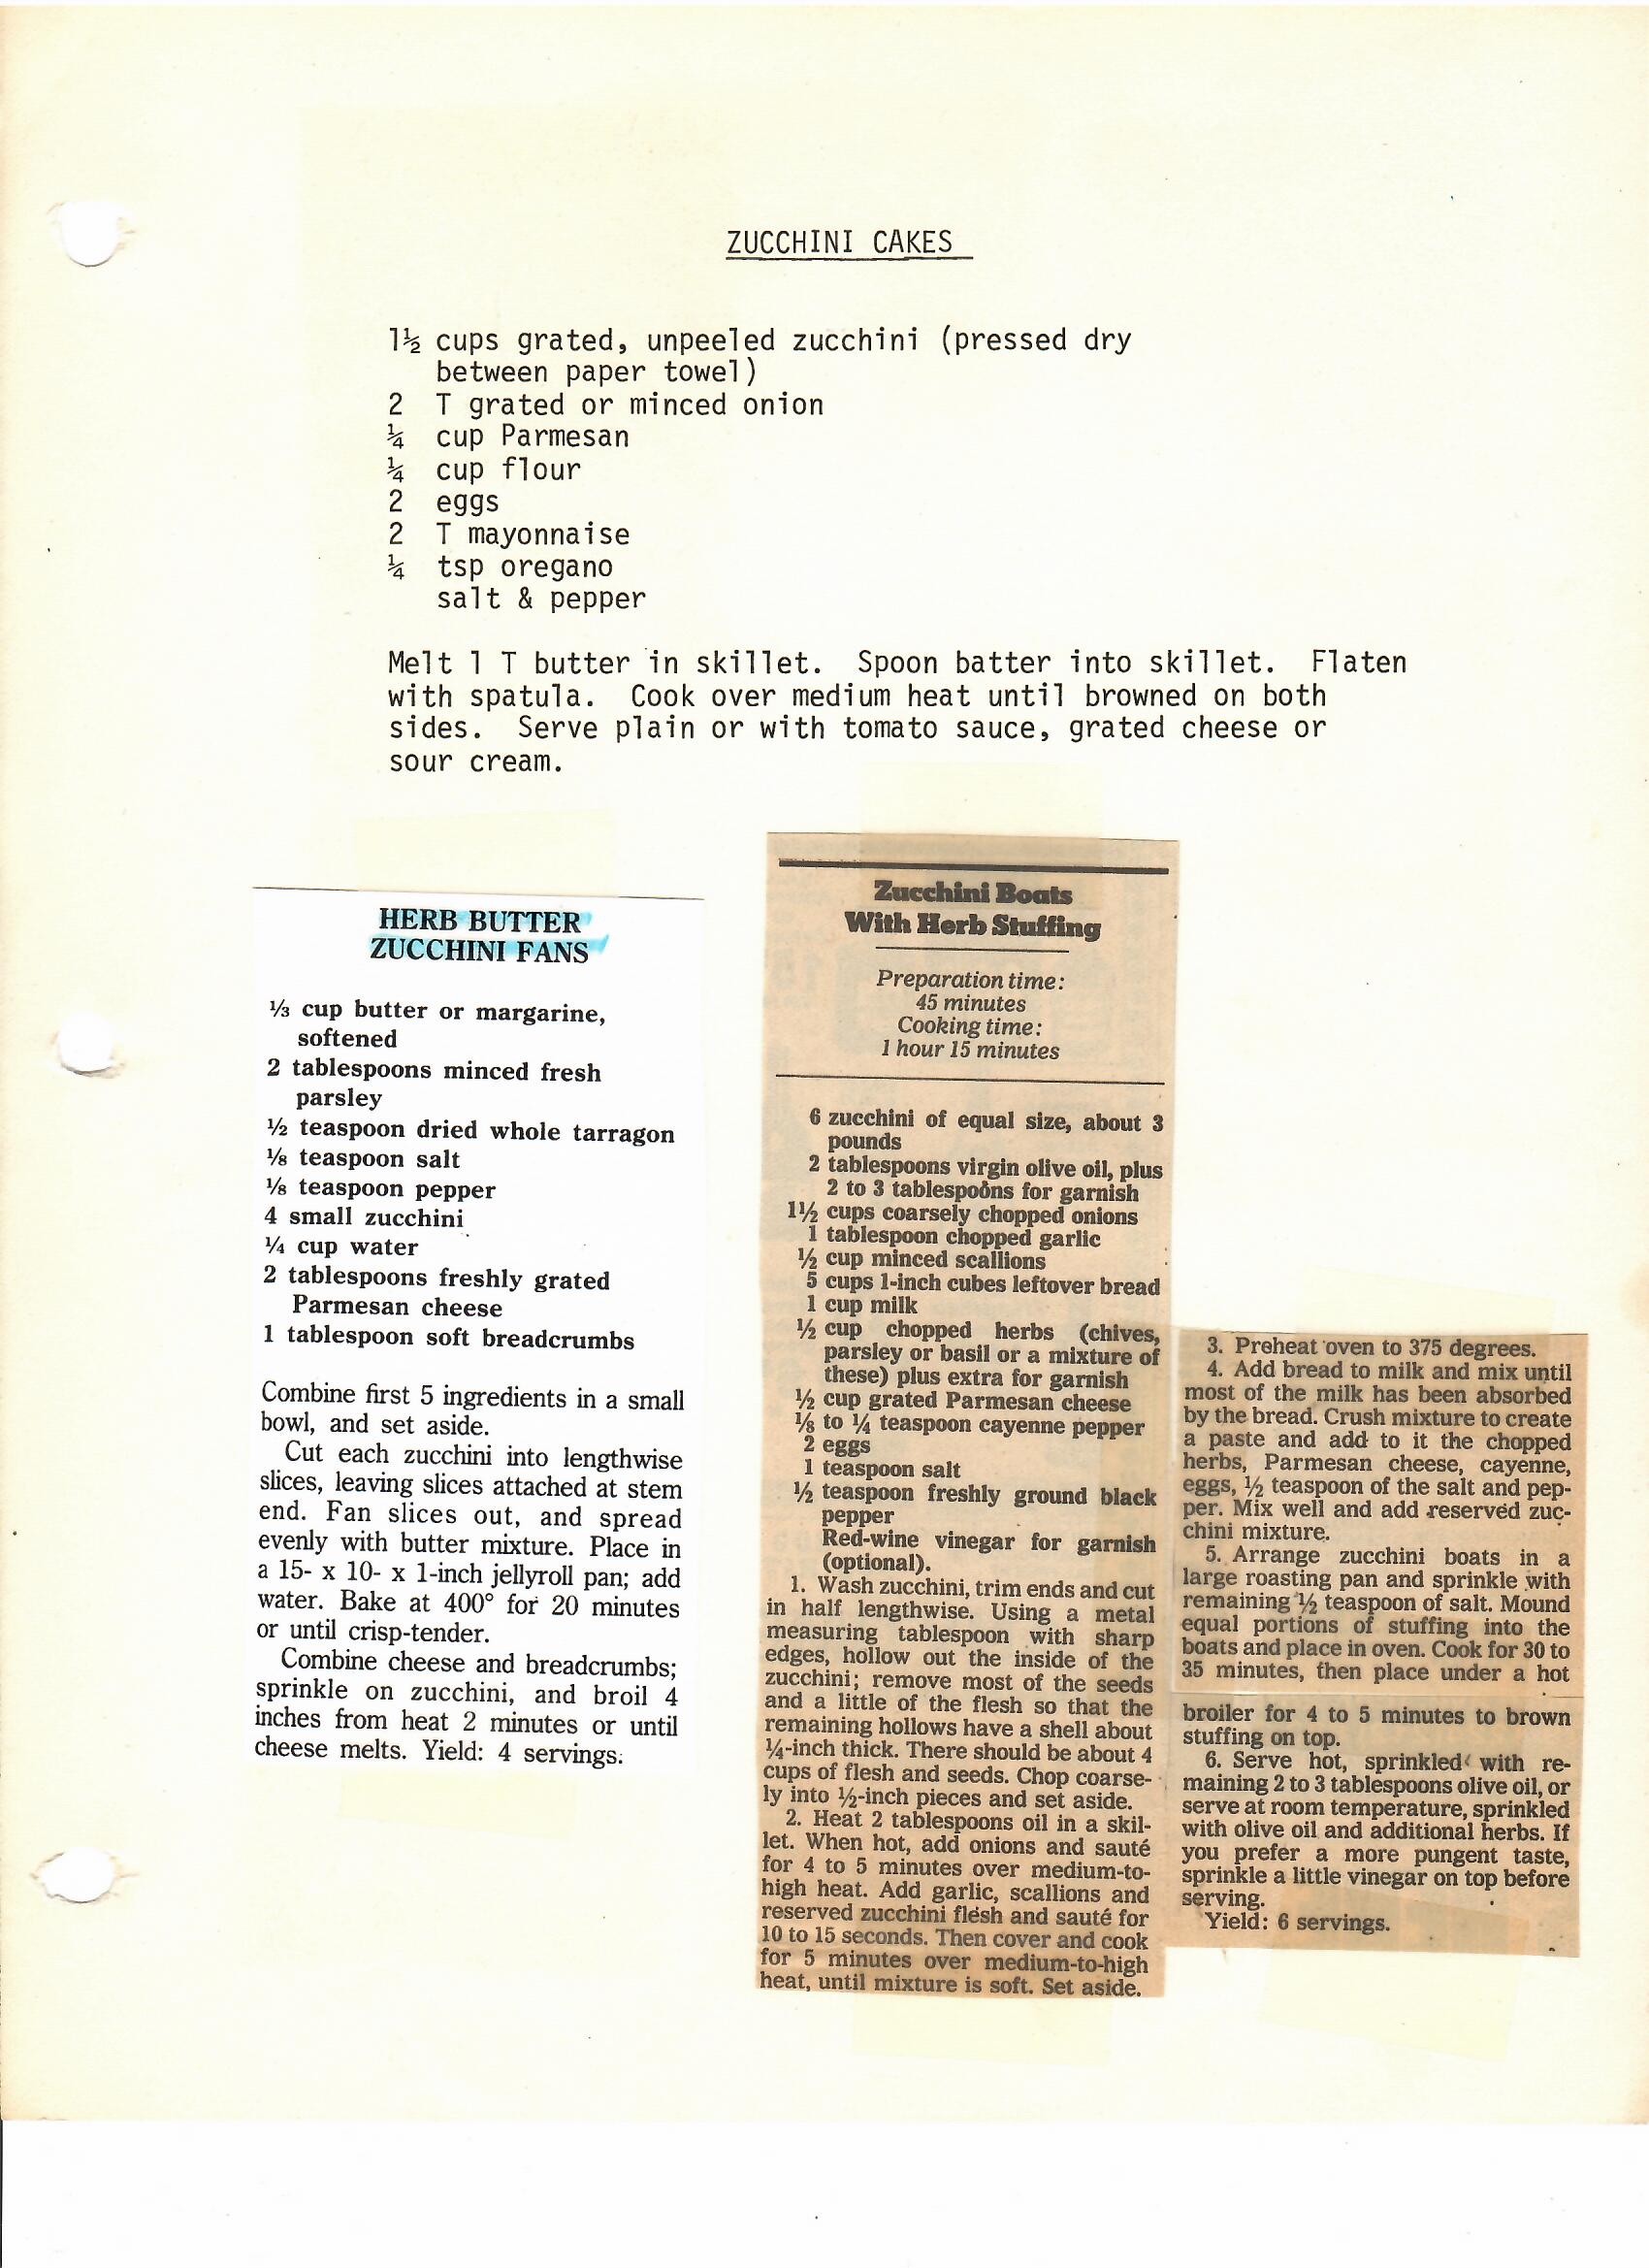 ZUCCHINI CAKES
1½ cups grated, unpeeled zucchini (pressed dry
between paper towel)
2 T grated or minced onion
¼ cup Parmesan
¼ cup flour
2 eggs
2 T mayonnaise
¼ tsp oregano
salt & pepper
Melt 1 T butter in skillet. Spoon batter into skillet. Flaten
with spatula. Cook over medium heat until browned on both
sides. Serve plain or with tomato sauce, grated cheese or
sour cream.
HERB BUTTER
ZUCCHINI FANS
⅓ cup butter or margarine,
softened
2 tablespoons minced fresh
parsley
½ teaspoon dried whole tarragon
⅛ teaspoon salt
⅛ teaspoon pepper
4 small zucchini
¼ cup water
2 tablespoons freshly grated
Parmesan cheese
1 tablespoon soft breadcrumbs
Combine first 5 ingredients in a small
bowl, and set aside.
Cut each zucchini into lengthwise
slices, leaving slices attached at stem
end. Fan slices out, and spread
evenly with butter mixture. Place in
a 15- x 10- x 1-inch jellyroll pan; add
water. Bake at 400° for 20 minutes
or until crisp-tender.
Combine cheese and breadcrumbs;
sprinkle on zucchini, and broil 4
inches from heat 2 minutes or until
cheese melts. Yield: 4 servings.
Zucchini Boats
With Herb Stuffing
Preparation time:
45 minutes
Cooking time:
1 hour 15 minutes
6 zucchini of equal size, about 3
pounds
2 tablespoons virgin olive oil, plus
2 to 3 tablespoons for garnish
1½ cups coarsely chopped onions
1 tablespoon chopped garlic
½ cup minced scallions
5 cups 1-inch cubes leftover bread
1 cup milk
½ cup chopped herbs (chives,
parsley or basil or a mixture of
these) plus extra for garnish
½ cup grated Parmesan cheese
⅛ to ¼ teaspoon cayenne pepper
2 eggs
1 teaspoon salt
½ teaspoon freshly ground black
pepper
Red-wine vinegar for garnish
(optional).
1. Wash zucchini, trim ends and cut
in half lengthwise. Using a metal
measuring tablespoon with sharp
edges, hollow out the inside of the
zucchini; remove most of the seeds
and a little of the flesh so that the
remaining hollows have a shell about
¼-inch thick. There should be about 4
cups of flesh and seeds. Chop coarse-
ly into ½-inch pieces and set aside.
2. Heat 2 tablespoons oil in a skil-
let. When hot, add onions and sauté
for 4 to 5 minutes over medium-to-
high heat. Add garlic, scallions and
reserved zucchini flesh and sauté for
10 to 15 seconds. Then cover and cook
for 5 minutes over medium-to-high
heat, until mixture is soft. Set aside.
3. Preheat oven to 375 degrees.
4. Add bread to milk and mix until
most of the milk has been absorbed
by the bread. Crush mixture to create
a paste and add to it the chopped
herbs, Parmesan cheese, cayenne,
eggs, ½ teaspoon of the salt and pep-
per. Mix well and add reserved zuc-
chini mixture.
5. Arrange zucchini boats in a
large roasting pan and sprinkle with
remaining ½ teaspoon of salt. Mound
equal portions of stuffing into the
boats and place in oven. Cook for 30 to
35 minutes, then place under a hot
broiler for 4 to 5 minutes to brown
stuffing on top.
6. Serve hot, sprinkled with re-
maining 2 to 3 tablespoons olive oil, or
serve at room temperature, sprinkled
with olive oil and additional herbs. If
you prefer a more pungent taste,
sprinkle a little vinegar on top before
serving.
Yield: 6 servings.